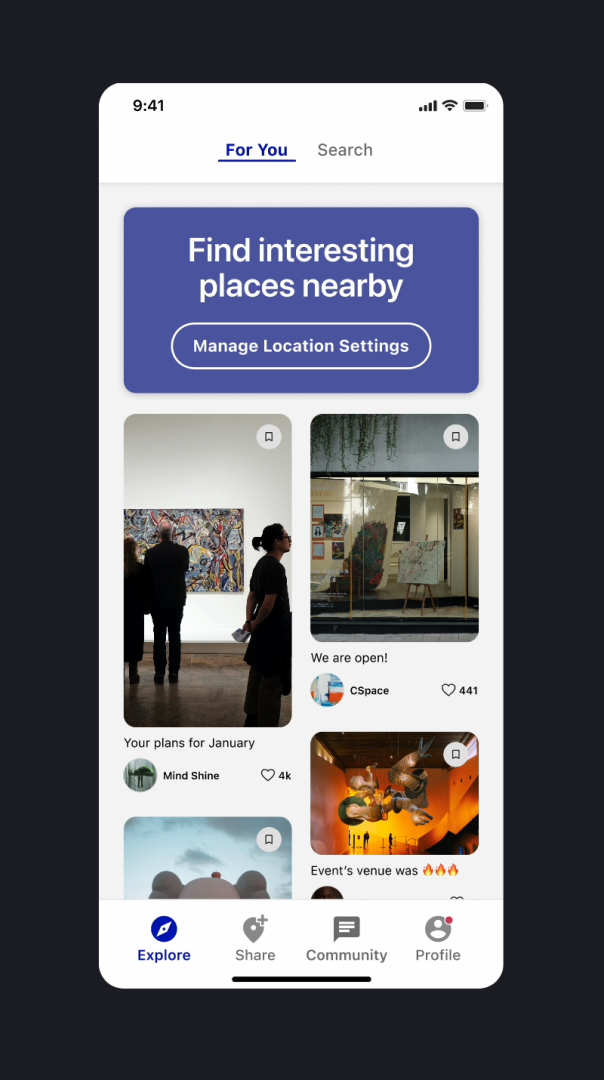 9:41
For You
Search
Find interesting
places nearby
Manage Location Settings
Your plans for January
Mind Shine
4k
We are open!
CSpace
441
Event’s venue was 🔥🔥🔥
Explore
Share
Community
Profile